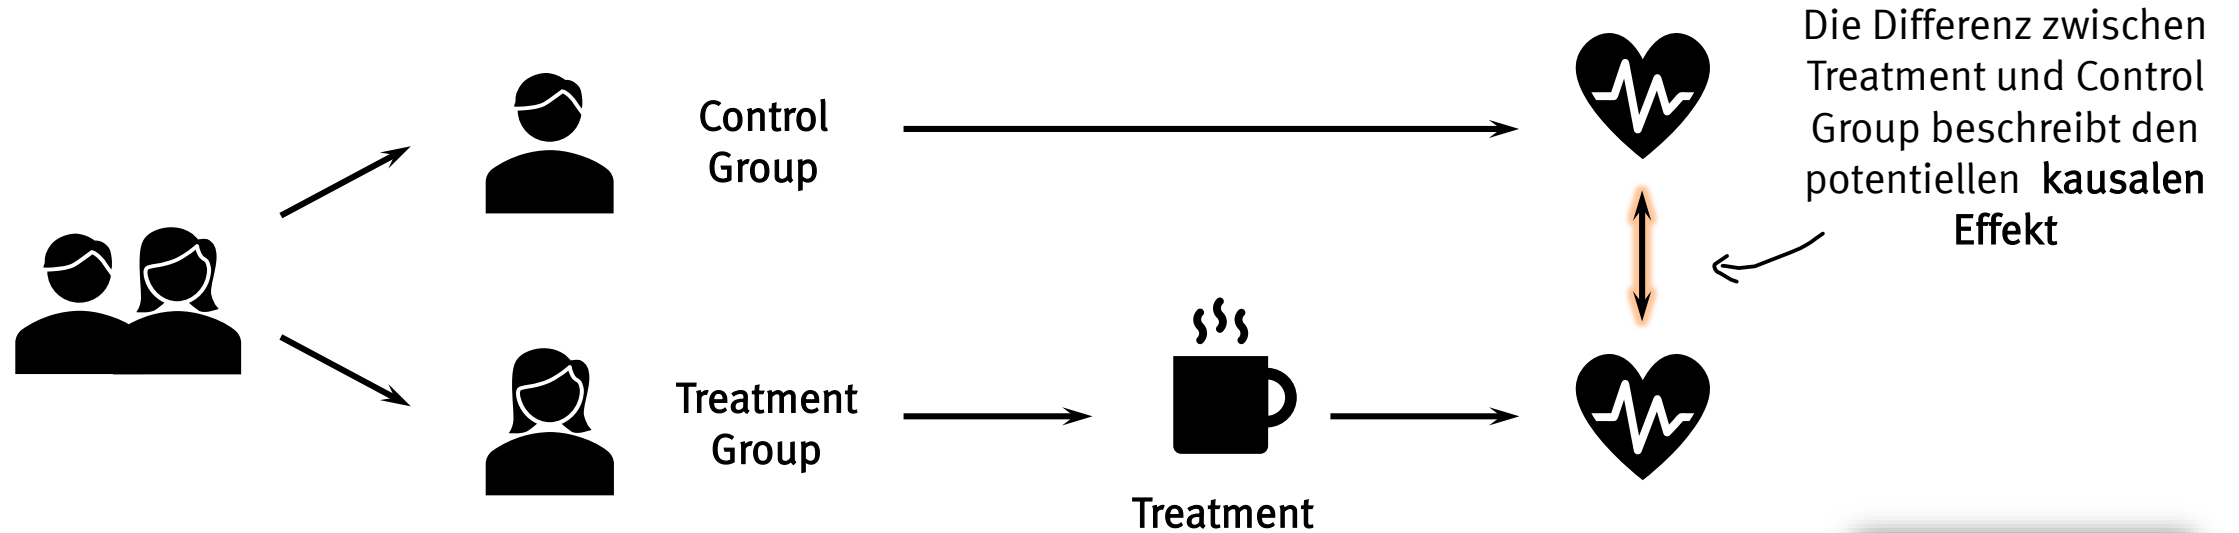 Control
Group
Treatment
Group
Treatment
Die Differenz zwischen
Treatment und Control
Group beschreibt den
potentiellen kausalen
Effekt